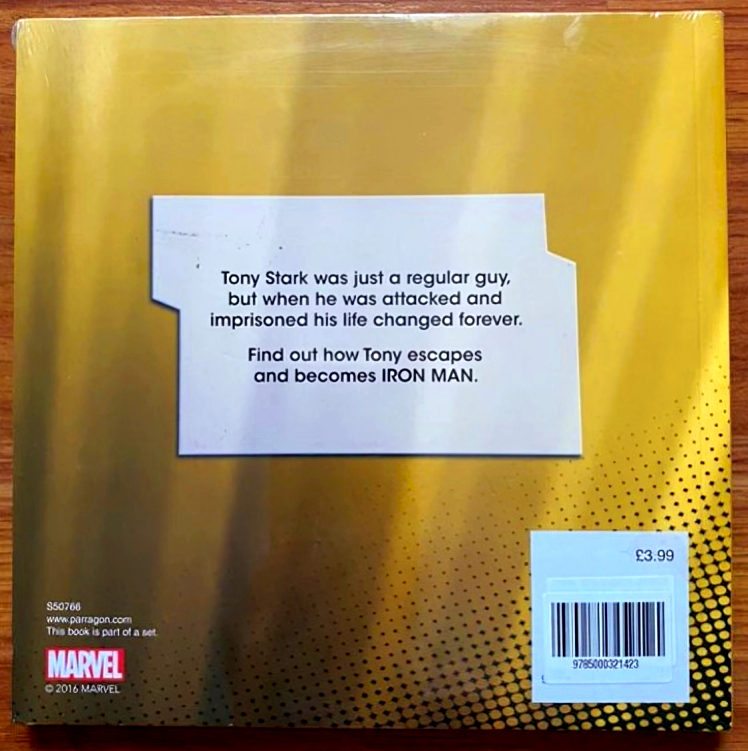 Tony Stark was just a regular guy,
but when he was attacked and
imprisoned his life changed forever.
Find out how Tony escapes
and becomes IRON MAN.
£3.99
9785000321423
S50766
www.parragon.com
This book is part of a set.
MARVEL
© 2016 MARVEL